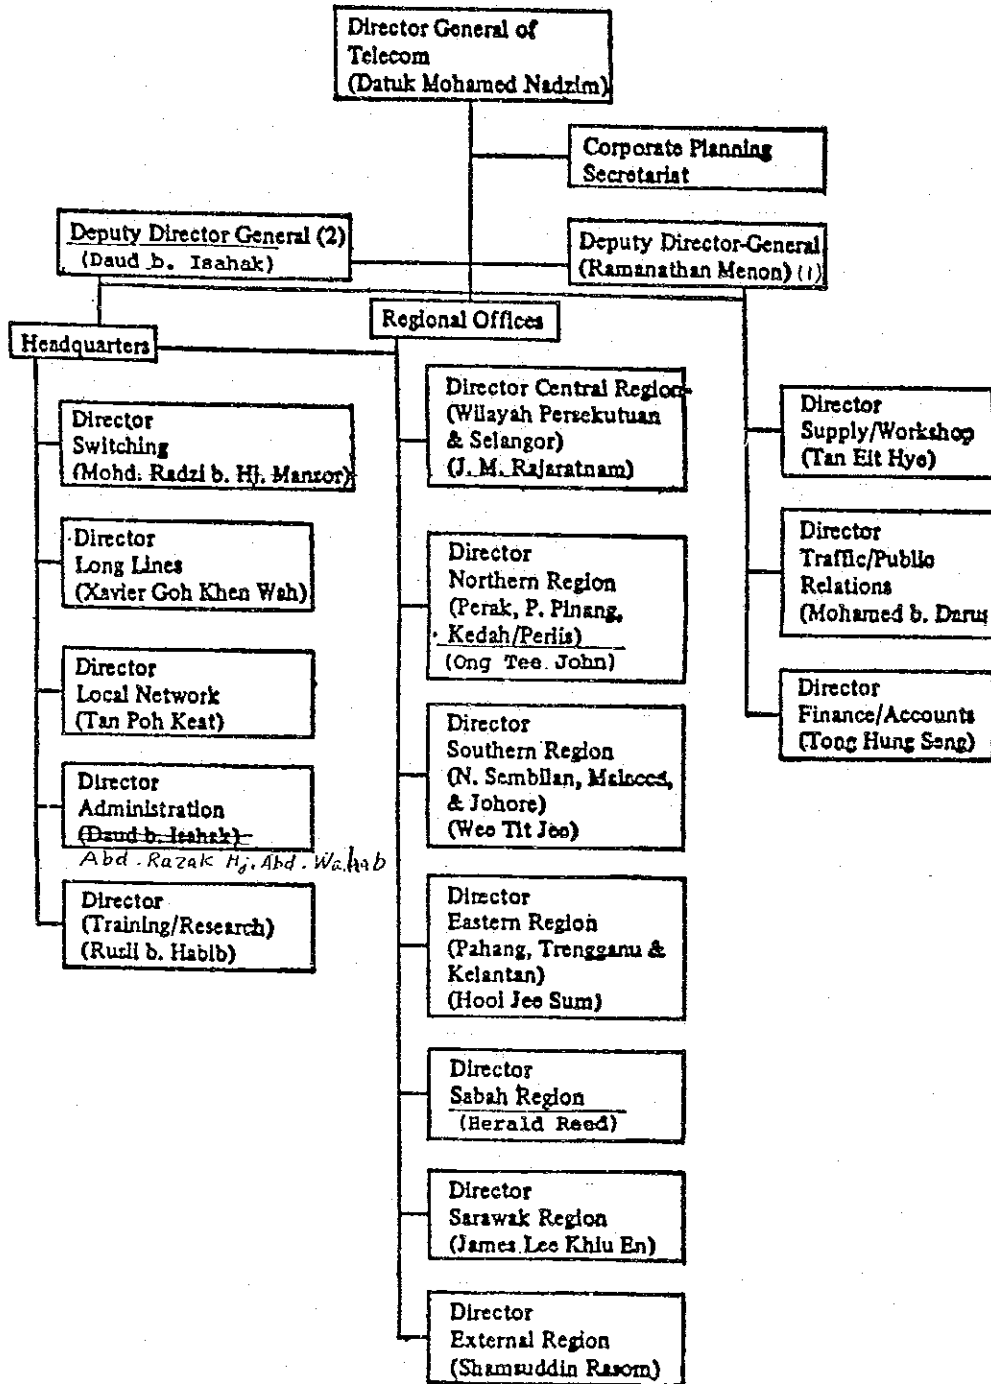 Director General of
Telecom
(Datuk Mohamed Nadzim)
Corporate Planning
Secretariat
Deputy Director General (2)
(Daud b. Isahak)
Deputy Director-General
(Ramanathan Menon) (1)
Headquarters
Regional Offices
Director
Switching
(Mohd. Radzi b. Hj. Mansor)
Director
Long Lines
(Xavier Goh Khen Wah)
Director
Local Network
(Tan Poh Keat)
Director
Administration
(Daud b. Isahak)
Abd. Razak Hj. Abd. Wahab
Director
(Training/Research)
(Rusli b. Habib)
Director Central Region
(Wilayah Persekutuan
& Selangor)
(J. M. Rajaratnam)
Director
Northern Region
(Perak, P. Pinang,
Kedah/Perlis)
(Ong Tee John)
Director
Southern Region
(N. Sembilan, Malacca,
& Johore)
(Wee Tit Jee)
Director
Eastern Region
(Pahang, Trengganu &
Kelantan)
(Hooi Jee Sum)
Director
Sabah Region
(Herald Reed)
Director
Sarawak Region
(James Lee Khiu En)
Director
External Region
(Shamsuddin Rasom)
Director
Supply/Workshop
(Tan Eit Hye)
Director
Traffic/Public
Relations
(Mohamed b. Darus
Director
Finance/Accounts
(Tong Hung Sang)